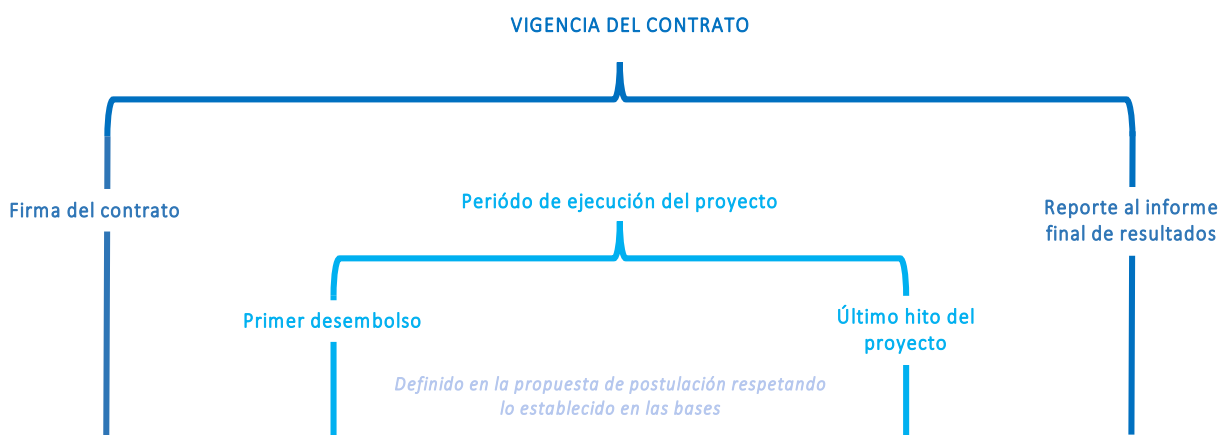 VIGENCIA DEL CONTRATO
Firma del contrato
Periódo de ejecución del proyecto
Reporte al informe
final de resultados
Primer desembolso
Último hito del
proyecto
Definido en la propuesta de postulación respetando
lo establecido en las bases